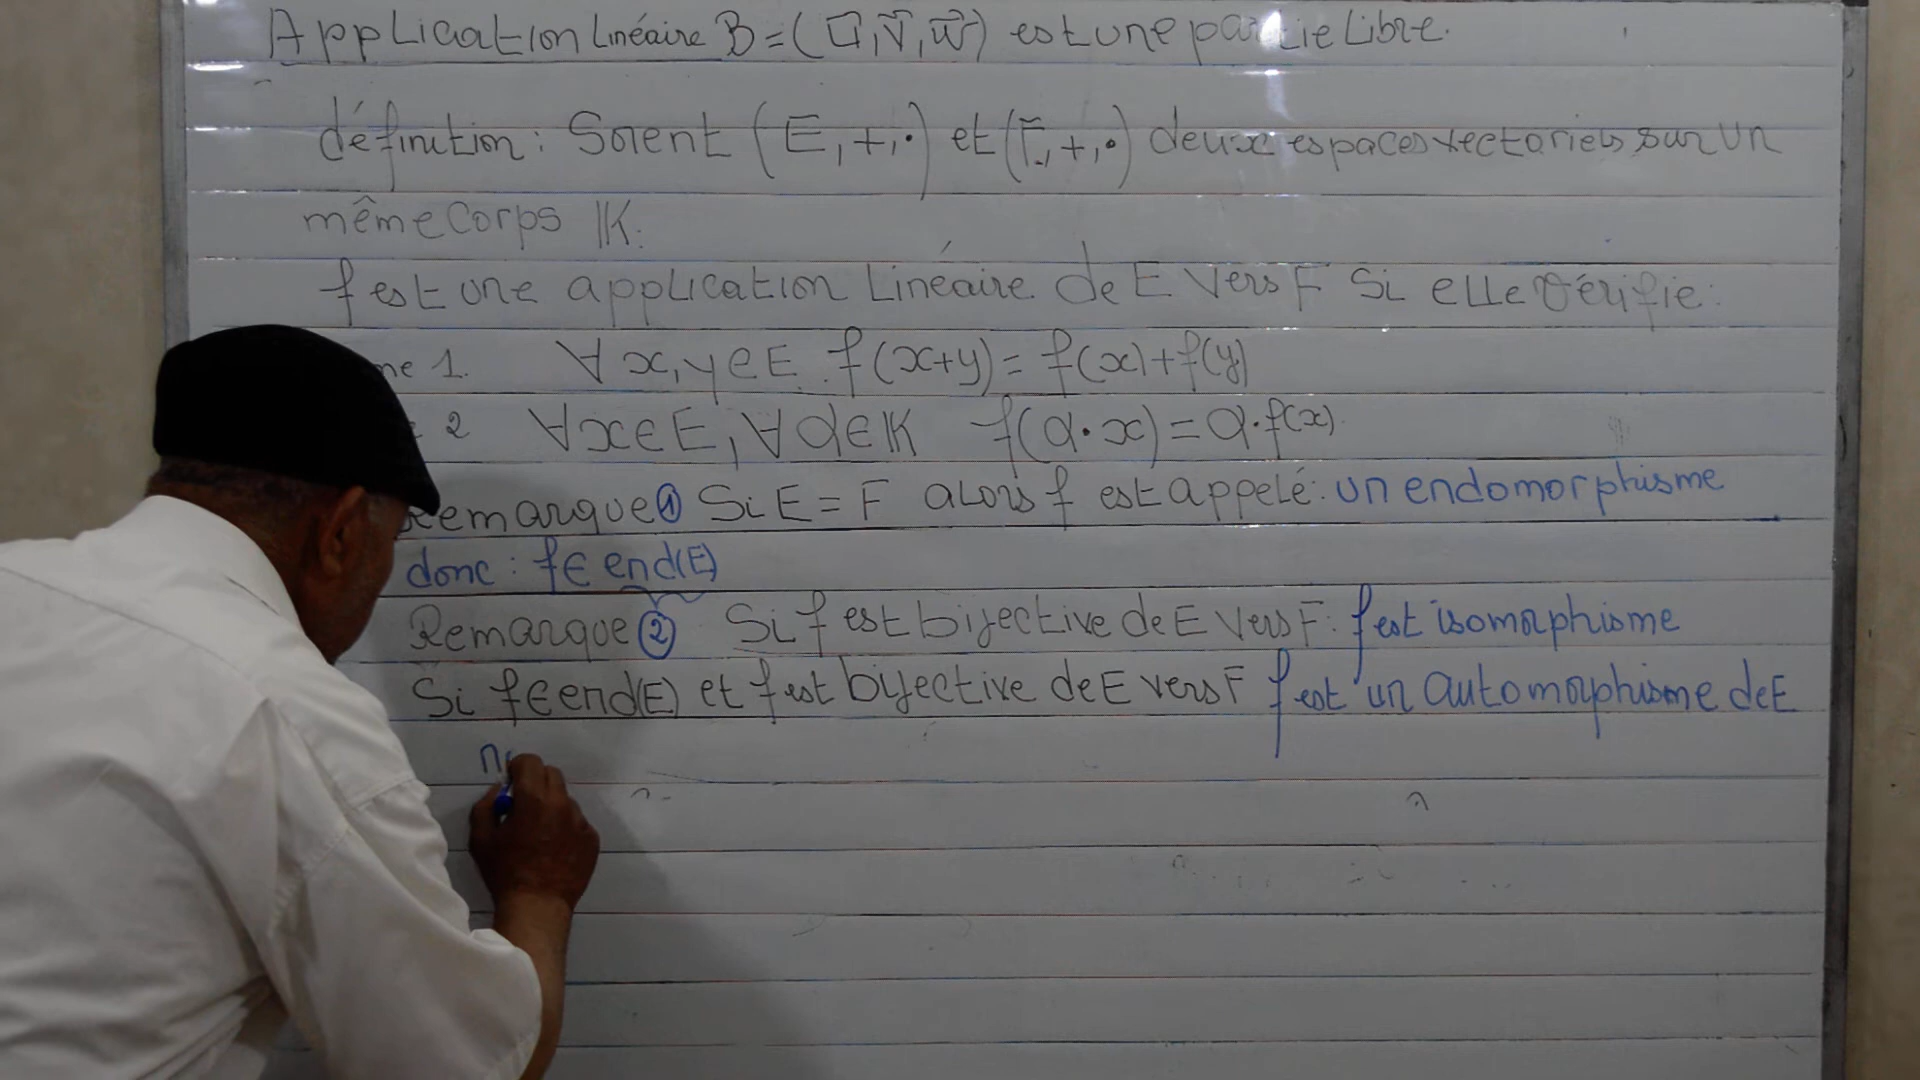 Application Linéaire B = (u⃗, v⃗, w⃗) est une partie Libre.
définition : Soient (E, +, •) et (F, +, •) deux espaces vectoriels sur un
même corps IK.
f est une application Linéaire de E vers F Si elle vérifie :
me 1. ∀ x, y ∈ E. f(x+y) = f(x) + f(y)
2 ∀ x ∈ E, ∀ α ∈ IK f(α • x) = α • f(x).
Remarque ① Si E = F alors f est appelé : un endomorphisme
donc : f ∈ end(E)
Remarque ② Si f est bijective de E vers F : f est isomorphisme
Si f ∈ end(E) et f est bijective de E vers F f est un automorphisme de E